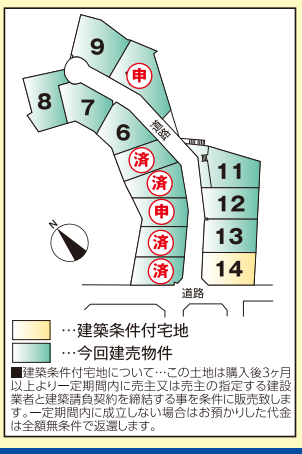 9
申
8
7
6
道路
済
済
申
済
済
11
12
13
14
N
道路
…建築条件付宅地
…今回建売物件
■建築条件付宅地について…この土地は購入後3ヶ月
以上より一定期間内に売主又は売主の指定する建設
業者と建築請負契約を締結する事を条件に販売致しま
す。一定期間内に成立しない場合はお預かりした代金
は全額無条件で返還します。